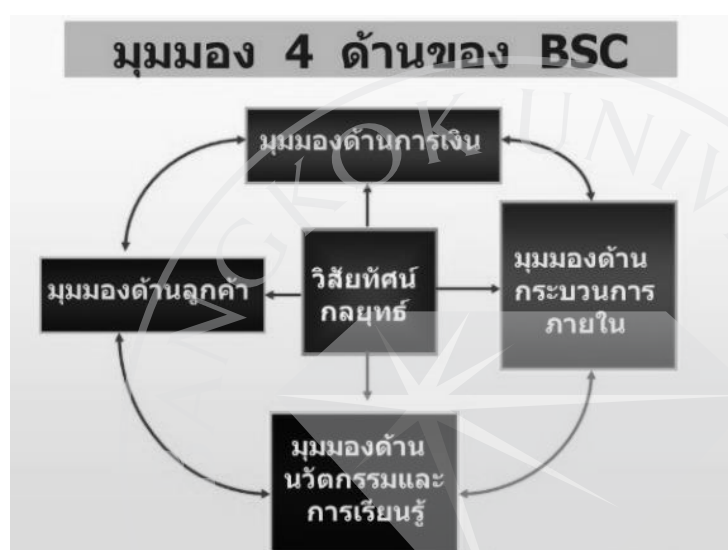 มุมมอง 4 ด้านของ BSC
มุมมองด้านการเงิน
มุมมองด้านลูกค้า
วิสัยทัศน์
กลยุทธ์
มุมมองด้าน
กระบวนการ
ภายใน
มุมมองด้าน
นวัตกรรมและ
การเรียนรู้